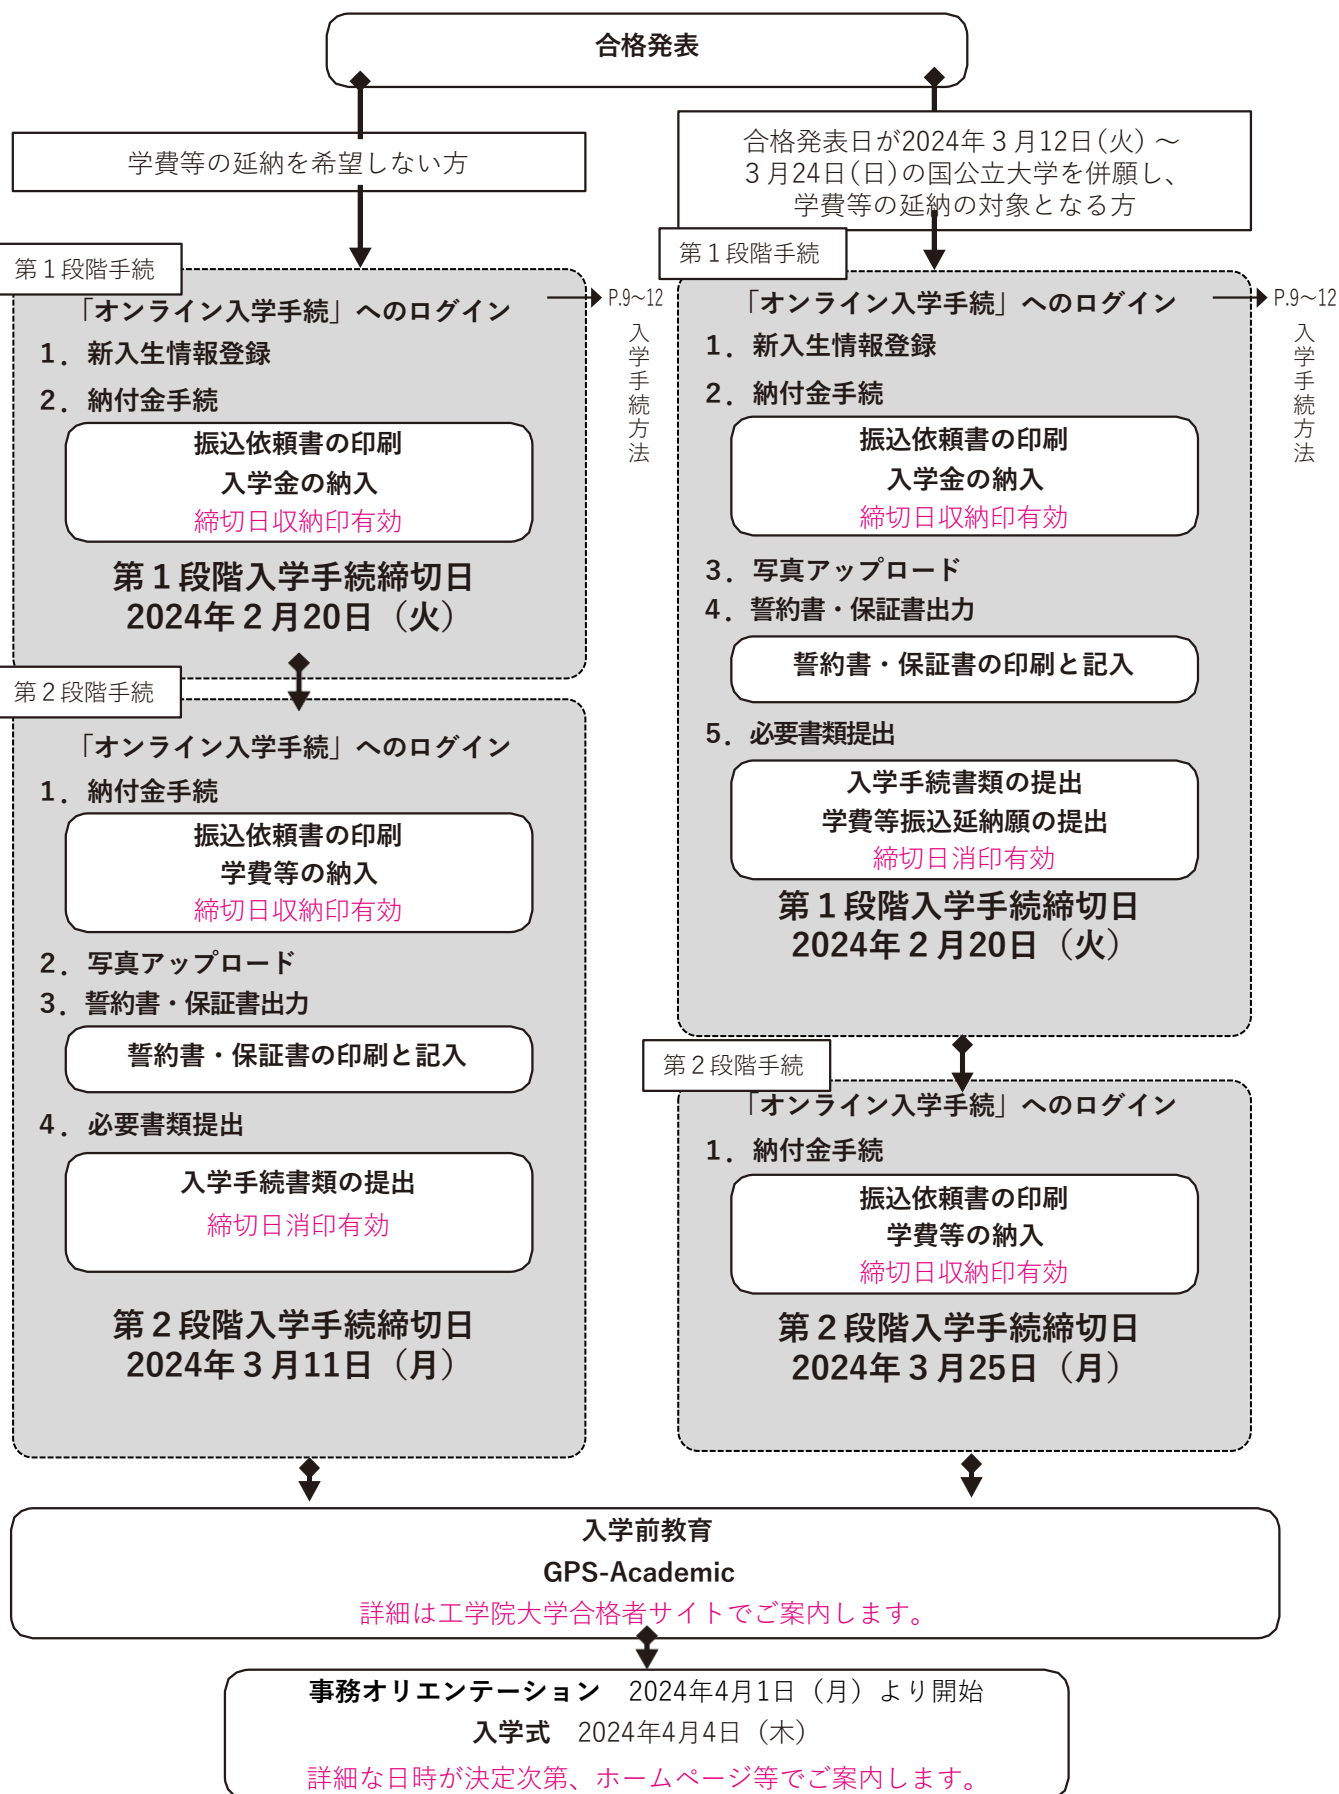 合格発表
学費等の延納を希望しない方
第１段階手続
「オンライン入学手続」へのログイン
P.9～12
入学手続方法
1．新入生情報登録
2．納付金手続
振込依頼書の印刷
入学金の納入
締切日収納印有効
第１段階入学手続締切日
2024年２月20日（火）
第２段階手続
「オンライン入学手続」へのログイン
1．納付金手続
振込依頼書の印刷
学費等の納入
締切日収納印有効
2．写真アップロード
3．誓約書・保証書出力
誓約書・保証書の印刷と記入
4．必要書類提出
入学手続書類の提出
締切日消印有効
第２段階入学手続締切日
2024年３月11日（月）
合格発表日が2024年３月12日(火)～
３月24日(日)の国公立大学を併願し、
学費等の延納の対象となる方
第１段階手続
「オンライン入学手続」へのログイン
P.9～12
入学手続方法
1．新入生情報登録
2．納付金手続
振込依頼書の印刷
入学金の納入
締切日収納印有効
3．写真アップロード
4．誓約書・保証書出力
誓約書・保証書の印刷と記入
5．必要書類提出
入学手続書類の提出
学費等振込延納願の提出
締切日消印有効
第１段階入学手続締切日
2024年２月20日（火）
第２段階手続
「オンライン入学手続」へのログイン
1．納付金手続
振込依頼書の印刷
学費等の納入
締切日収納印有効
第２段階入学手続締切日
2024年３月25日（月）
入学前教育
GPS-Academic
詳細は工学院大学合格者サイトでご案内します。
事務オリエンテーション　2024年4月1日（月）より開始
入学式　2024年4月4日（木）
詳細な日時が決定次第、ホームページ等でご案内します。